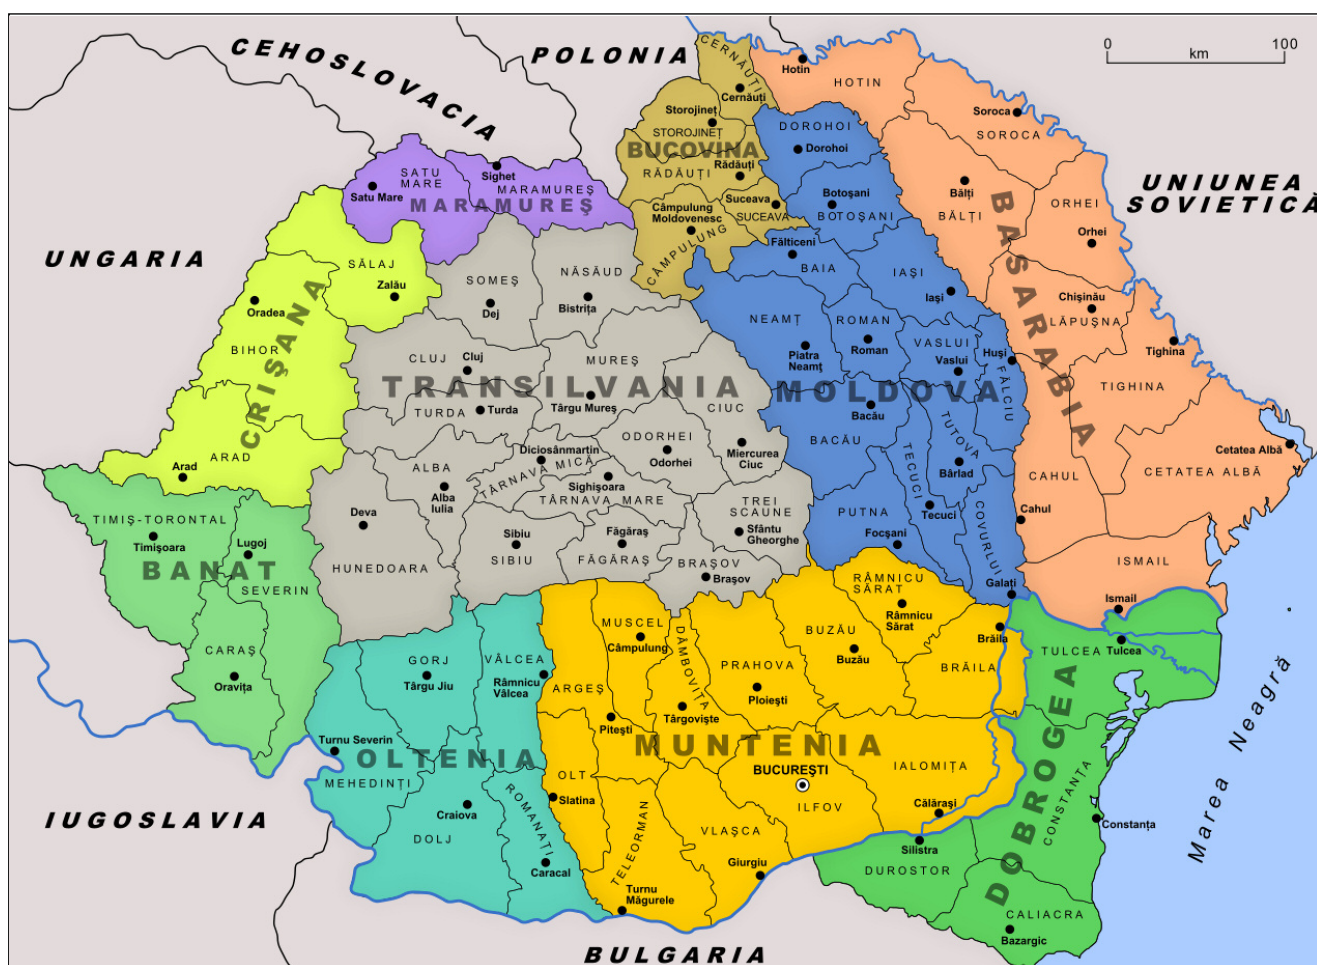 CEHOSLOVACIA
POLONIA
UNGARIA
UNIUNEA
SOVIETICĂ
IUGOSLAVIA
BULGARIA
Marea Neagră
0 100
km
BUCOVINA
CERNĂUȚI
Cernăuți
Storojineț
STOROJINEȚ
RĂDĂUȚI
Rădăuți
Suceava
SUCEAVA
Câmpulung
Moldovenesc
CÂMPULUNG
MARAMUREȘ
SATU
MARE
Satu Mare
Sighet
MARAMUREȘ
CRIȘANA
SĂLAJ
Zalău
Oradea
BIHOR
ARAD
Arad
BANAT
TIMIȘ-TORONTAL
Timișoara
Lugoj
SEVERIN
CARAȘ
Oravița
TRANSILVANIA
SOMEȘ
Dej
NĂSĂUD
Bistrița
CLUJ
Cluj
MUREȘ
Târgu Mureș
TURDA
Turda
CIUC
Miercurea
Ciuc
ODORHEI
Odorhei
ALBA
Alba
Iulia
Diciosânmartin
TÂRNAVA MICĂ
Sighișoara
TÂRNAVA MARE
TREI
SCAUNE
Sfântu
Gheorghe
Deva
HUNEDOARA
Sibiu
SIBIU
Făgăraș
FĂGĂRAȘ
BRAȘOV
Brașov
MOLDOVA
DOROHOI
Dorohoi
Botoșani
BOTOȘANI
Fălticeni
BAIA
IAȘI
Iași
NEAMȚ
Piatra
Neamț
ROMAN
Roman
VASLUI
Vaslui
Huși
FĂLCIU
Bacău
BACĂU
TUTOVA
Bârlad
TECUCI
Tecuci
PUTNA
Focșani
COVURLUI
Galați
BASARABIA
Hotin
HOTIN
Soroca
SOROCA
Bălți
BĂLȚI
ORHEI
Orhei
Chișinău
LĂPUȘNA
Tighina
TIGHINA
Cetatea Albă
CETATEA ALBĂ
CAHUL
Cahul
ISMAIL
Ismail
OLTENIA
GORJ
Târgu Jiu
VÂLCEA
Râmnicu
Vâlcea
Turnu Severin
MEHEDINȚI
Craiova
DOLJ
ROMANAȚI
Caracal
MUNTENIA
MUSCEL
Câmpulung
ARGEȘ
Pitești
DÂMBOVIȚA
Târgoviște
PRAHOVA
Ploiești
BUZĂU
Buzău
RÂMNICU
SĂRAT
Râmnicu
Sărat
Brăila
BRĂILA
OLT
Slatina
TELEORMAN
Turnu
Măgurele
VLAȘCA
Giurgiu
BUCUREȘTI
ILFOV
IALOMIȚA
Călărași
DOBROGEA
TULCEA
Tulcea
CONSTANȚA
Constanța
Silistra
DUROSTOR
CALIACRA
Bazargic